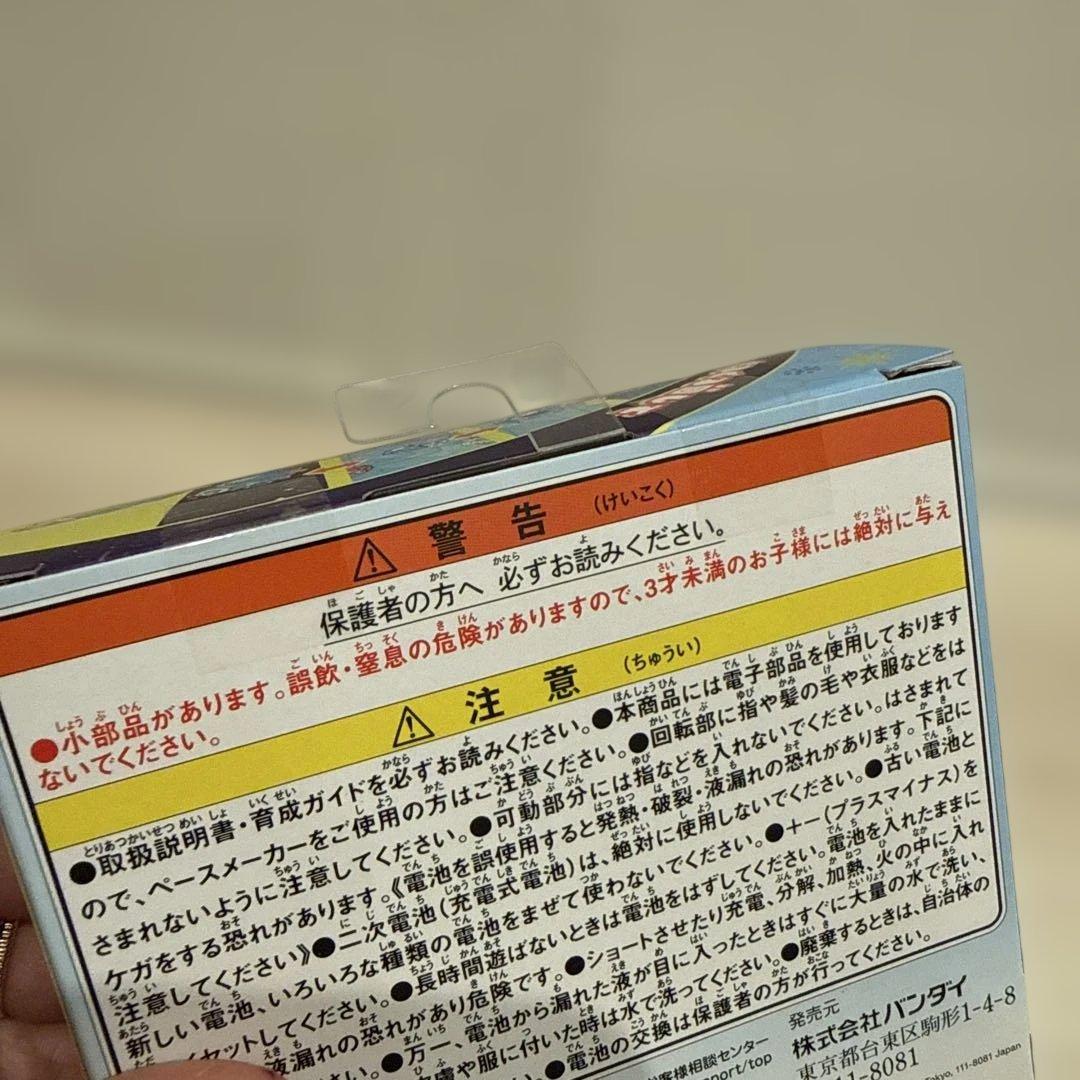 警告 (けいこく)
保護者の方へ 必ずお読みください。
●小部品があります。誤飲・窒息の危険がありますので、3才未満のお子様には絶対に与え
ないでください。
注意 (ちゅうい)
●取扱説明書・育成ガイドを必ずお読みください。●本商品には電子部品を使用しております
ので、ペースメーカーをご使用の方はご注意ください。●回転部に指や髪の毛や衣服などをは
さまれないように注意してください。●可動部分には指などを入れないでください。はさまれて
ケガをする恐れがあります。《電池を誤使用すると発熱・破裂・液漏れの恐れがあります。下記に
注意してください》●二次電池(充電式電池)は、絶対に使用しないでください。●古い電池と
新しい電池、いろいろな種類の電池をまぜて使わないでください。●+-(プラスマイナス)を
セットしてください。●長時間遊ばないときは電池をはずしてください。電池を入れたままに
液漏れの恐れがあり危険です。●ショートさせたり充電、分解、加熱、火の中に入れ
●万一、電池から漏れた液が目に入ったときはすぐに大量の水で洗い、
皮膚や服に付いた時は水で洗ってください。●廃棄するときは、自治体の
●電池の交換は保護者の方が行ってください。
発売元
株式会社バンダイ
東京都台東区駒形1-4-8
お客様相談センター
port/top
11-8081
Tokyo, 111-8081 Japan